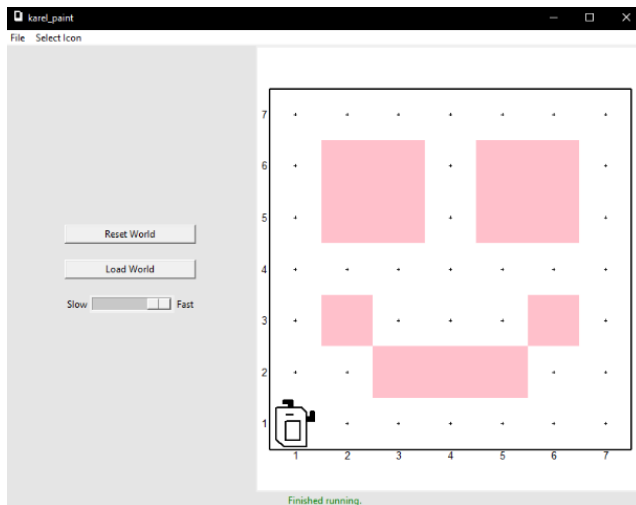 karel_paint
File Select Icon
Reset World
Load World
Slow Fast
7
6
5
4
3
2
1
1 2 3 4 5 6 7
Finished running.